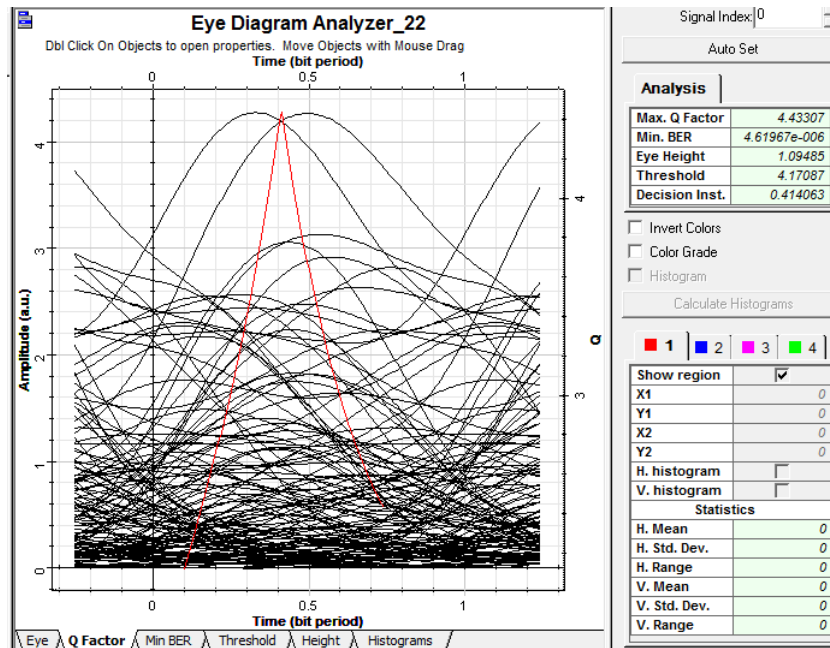 Eye Diagram Analyzer_22
Dbl Click On Objects to open properties. Move Objects with Mouse Drag
Time (bit period)
0 0.5 1
Amplitude (a.u.)
4
3
2
1
0
Q
4
3
0 0.5 1
Time (bit period)
Eye Q Factor Min BER Threshold Height Histograms
Signal Index: 0
Auto Set
Analysis
Max. Q Factor 4.43307
Min. BER 4.61967e-006
Eye Height 1.09485
Threshold 4.17087
Decision Inst. 0.414063
Invert Colors
Color Grade
Histogram
Calculate Histograms
1 2 3 4
Show region
X1 0
Y1 0
X2 0
Y2 0
H. histogram
V. histogram
Statistics
H. Mean 0
H. Std. Dev. 0
H. Range 0
V. Mean 0
V. Std. Dev. 0
V. Range 0